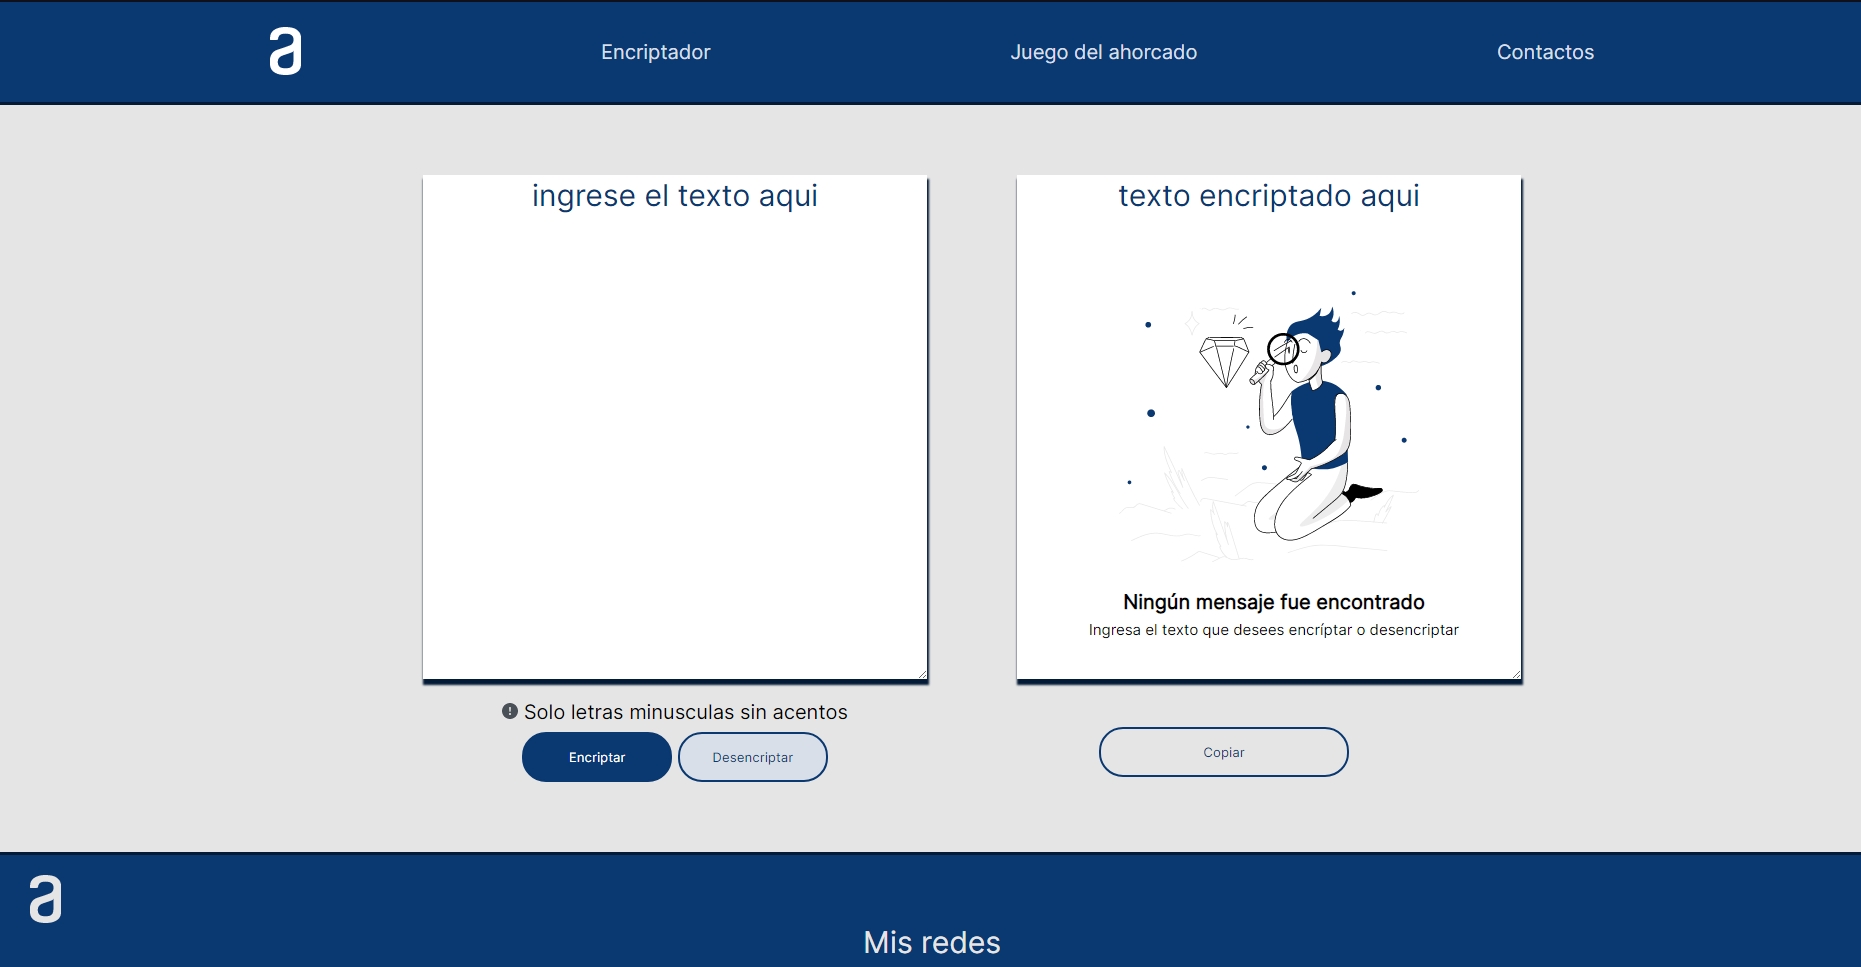 a
Encriptador
Juego del ahorcado
Contactos
ingrese el texto aqui
texto encriptado aqui
Ningún mensaje fue encontrado
Ingresa el texto que desees encríptar o desencriptar
Solo letras minusculas sin acentos
Encriptar
Desencriptar
Copiar
a
Mis redes